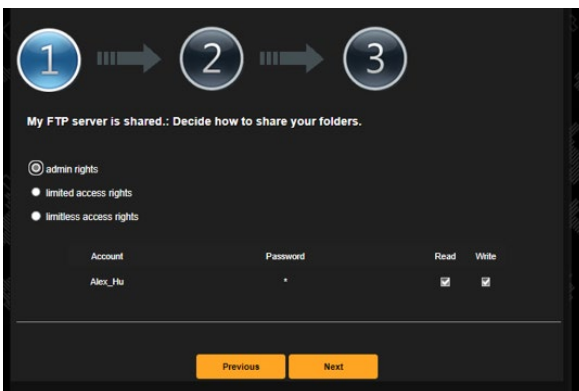 1 2 3
My FTP server is shared.: Decide how to share your folders.
admin rights
limited access rights
limitless access rights
Account Password Read Write
Alex_Hu *
Previous Next